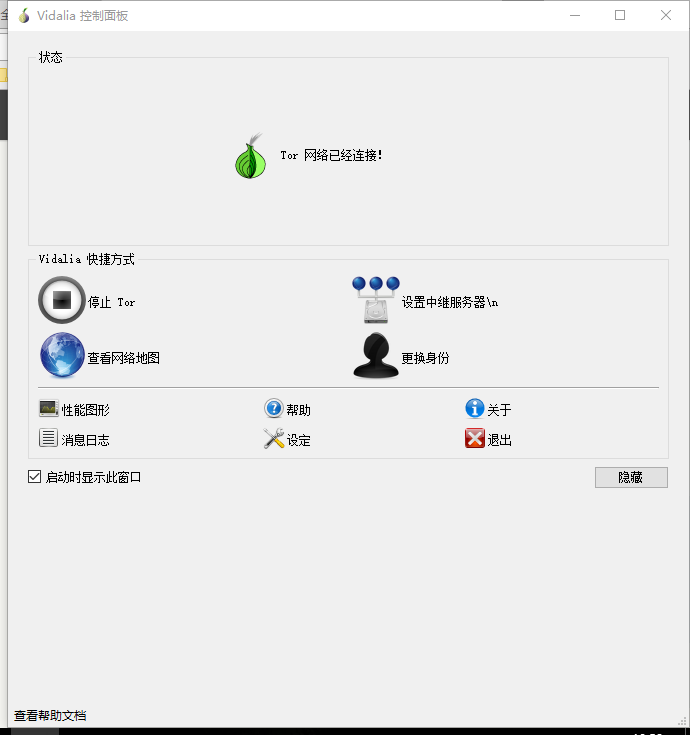 Vidalia 控制面板
状态
Tor 网络已经连接!
Vidalia 快捷方式
停止 Tor
设置中继服务器\n
查看网络地图
更换身份
性能图形
帮助
关于
消息日志
设定
退出
启动时显示此窗口
隐藏
查看帮助文档